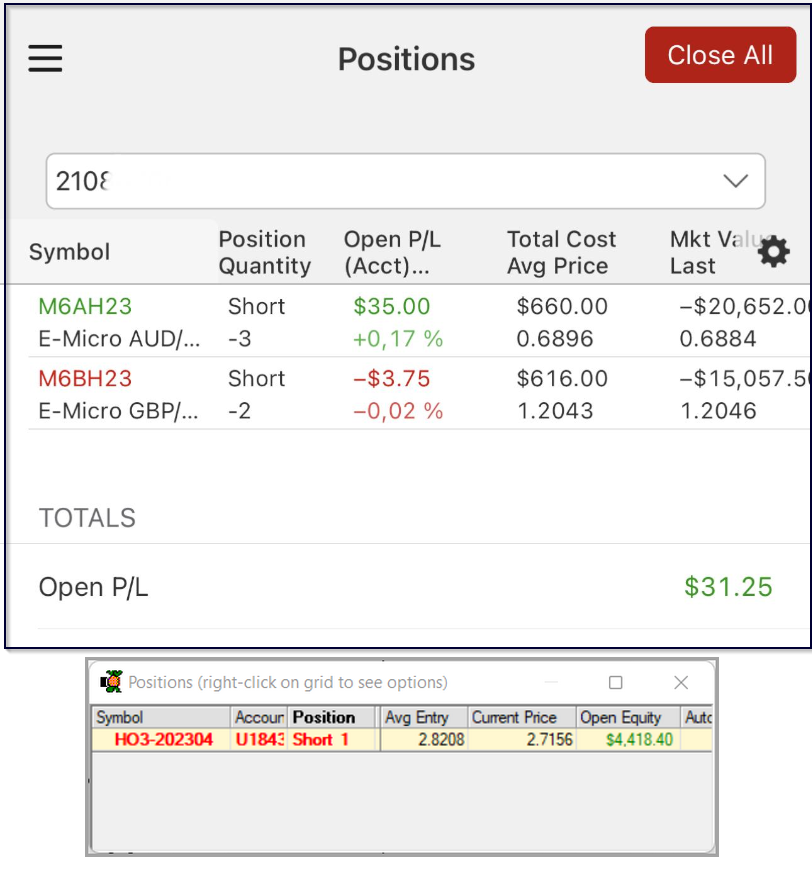 Positions
Close All
2108
Symbol Position Quantity Open P/L (Acct)... Total Cost Avg Price Mkt Value Last
M6AH23 Short $35.00 $660.00 –$20,652.0
E-Micro AUD/... -3 +0,17 % 0.6896 0.6884
M6BH23 Short –$3.75 $616.00 –$15,057.5
E-Micro GBP/... -2 –0,02 % 1.2043 1.2046
TOTALS
Open P/L $31.25
Positions (right-click on grid to see options)
Symbol Accoun Position Avg Entry Current Price Open Equity Auto
HO3-202304 U1843 Short 1 2.8208 2.7156 $4,418.40